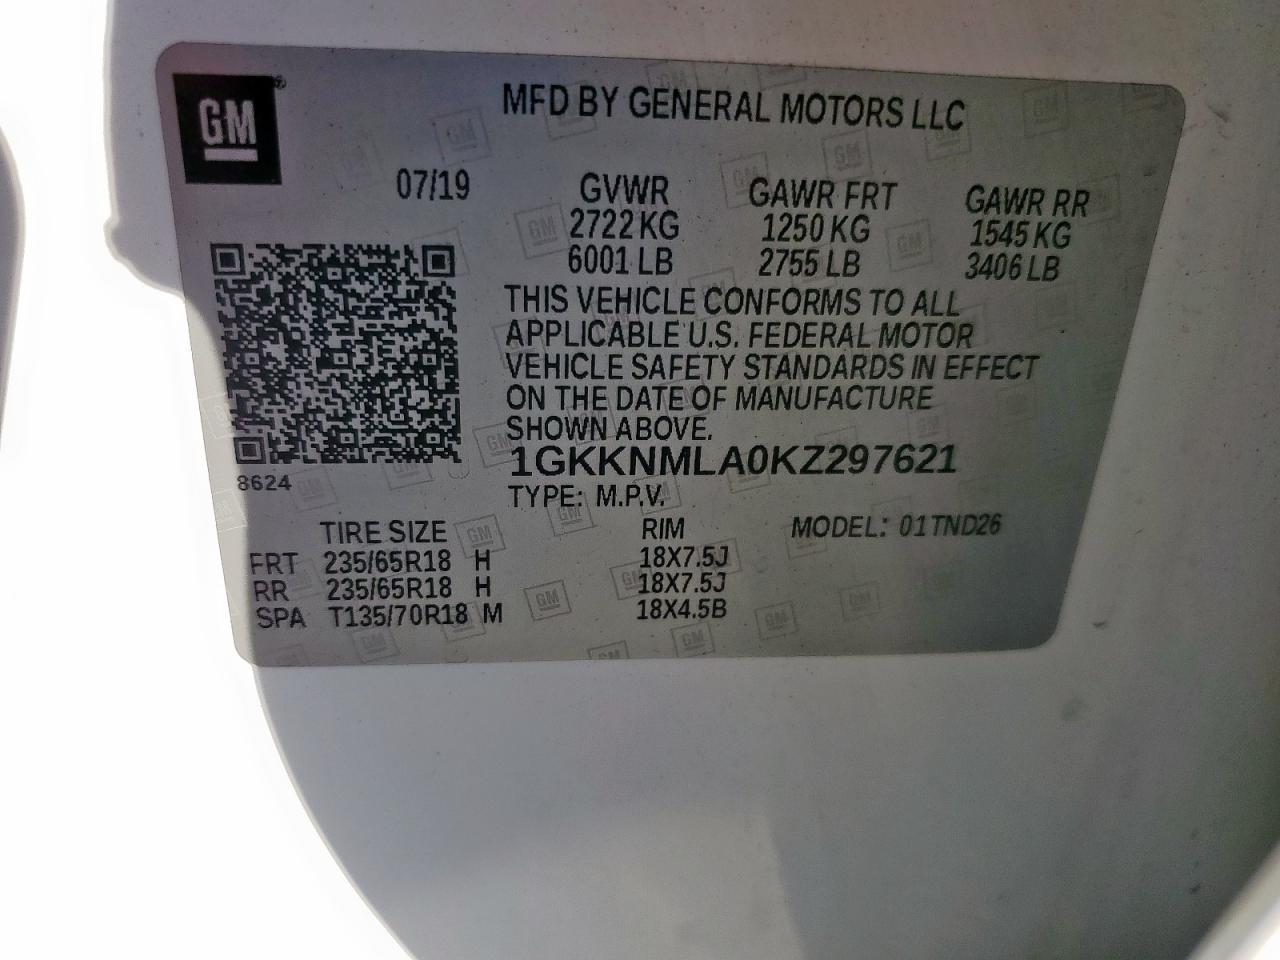 GM
MFD BY GENERAL MOTORS LLC
07/19 GVWR GAWR FRT GAWR RR
2722 KG 1250 KG 1545 KG
6001 LB 2755 LB 3406 LB
THIS VEHICLE CONFORMS TO ALL
APPLICABLE U.S. FEDERAL MOTOR
VEHICLE SAFETY STANDARDS IN EFFECT
ON THE DATE OF MANUFACTURE
SHOWN ABOVE.
1GKKNMLA0KZ297621
8624
TYPE: M.P.V.
TIRE SIZE RIM MODEL: 01TND26
FRT 235/65R18 H 18X7.5J
RR 235/65R18 H 18X7.5J
SPA T135/70R18 M 18X4.5B